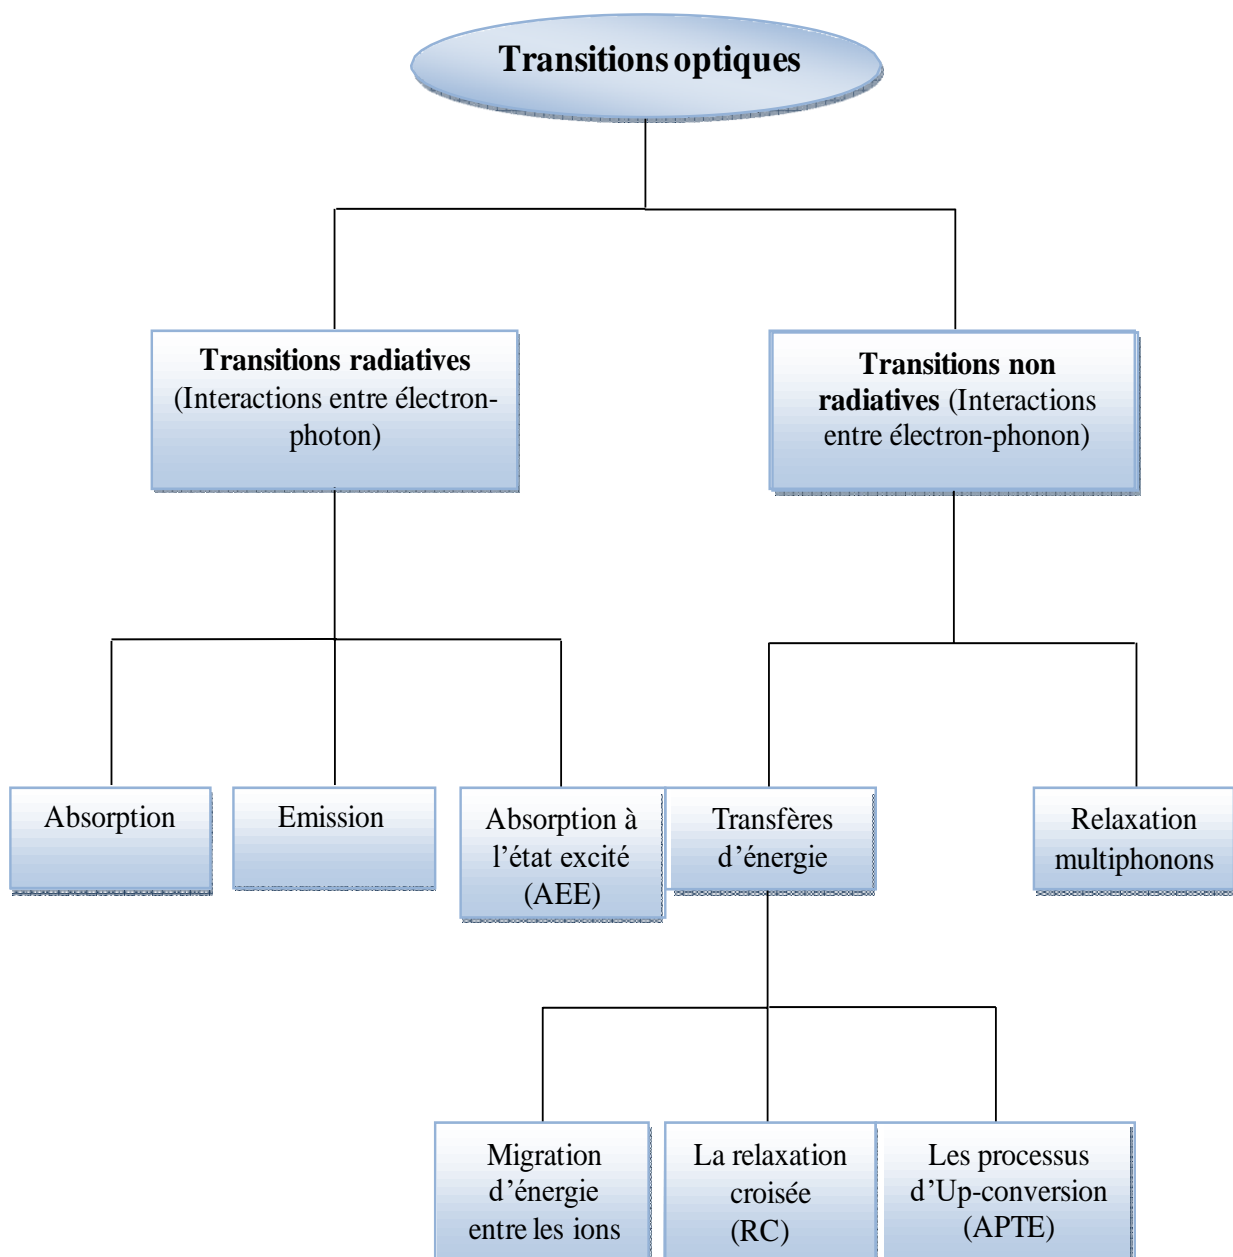 Transitions optiques
Transitions radiatives
(Interactions entre électron-
photon)
Transitions non
radiatives (Interactions
entre électron-phonon)
Absorption
Emission
Absorption à
l’état excité
(AEE)
Transfères
d’énergie
Relaxation
multiphonons
Migration
d’énergie
entre les ions
La relaxation
croisée
(RC)
Les processus
d’Up-conversion
(APTE)